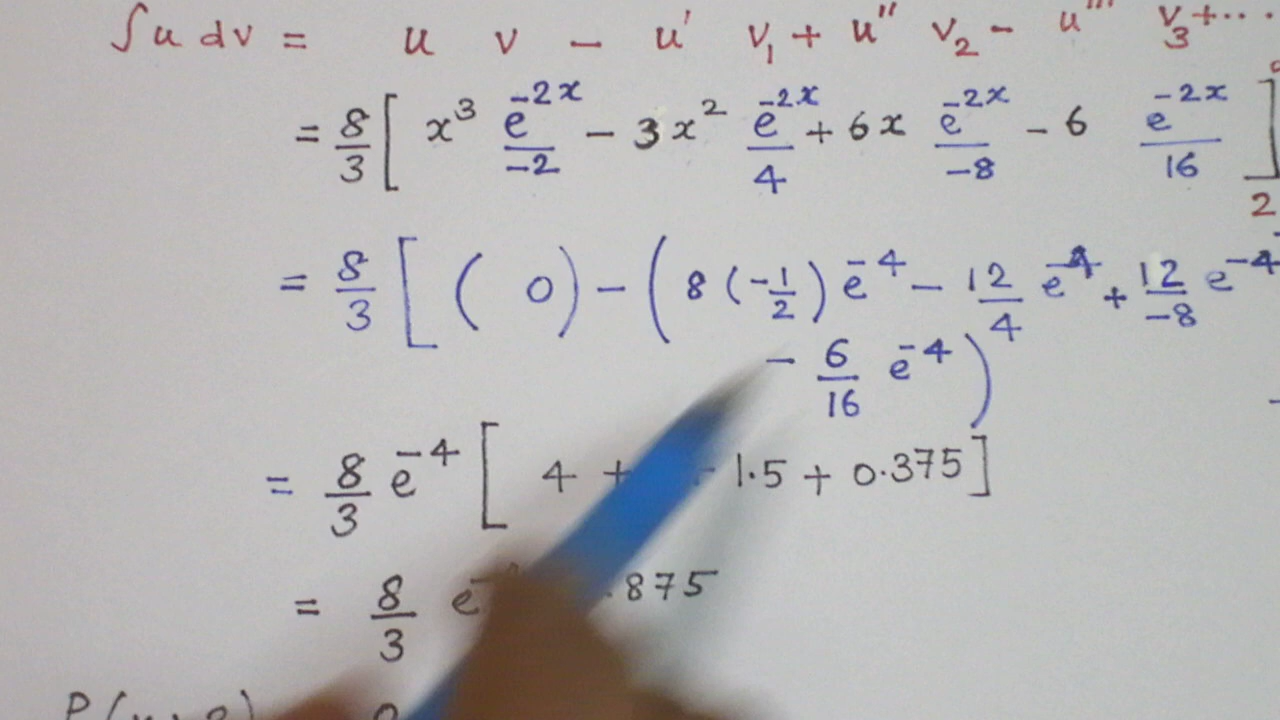 ∫u dv = u v − u' v₁ + u'' v₂ − u''' v₃ + ....
= 8/3 [ x³ e^-2x/-2 − 3x² e^-2x/4 + 6x e^-2x/-8 − 6 e^-2x/16 ] 2
= 8/3 [ ( 0) − ( 8 (-1/2) e^-4 − 12/4 e^-4 + 12/-8 e^-4
− 6/16 e^-4 )
= 8/3 e^-4 [ 4 + 1.5 + 0.375 ]
= 8/3 e .875
P(